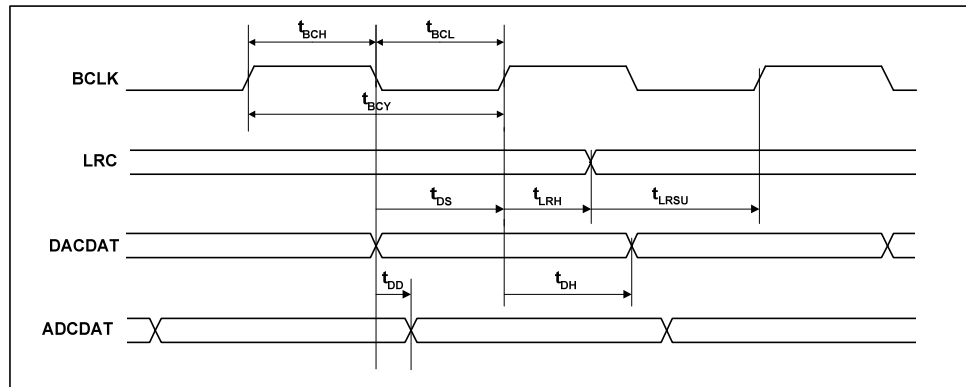 tBCH
tBCL
BCLK
tBCY
LRC
tDS
tLRH
tLRSU
DACDAT
tDD
tDH
ADCDAT